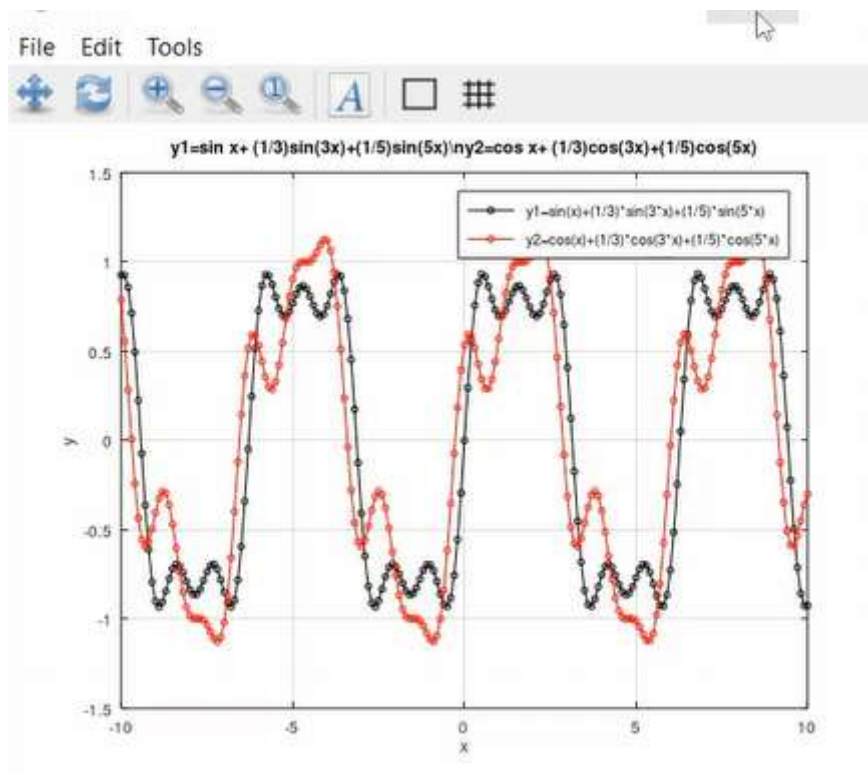 File Edit Tools
A
y1=sin x+ (1/3)sin(3x)+(1/5)sin(5x)\ny2=cos x+ (1/3)cos(3x)+(1/5)cos(5x)
1.5
y1=sin(x)+(1/3)*sin(3*x)+(1/5)*sin(5*x)
y2=cos(x)+(1/3)*cos(3*x)+(1/5)*cos(5*x)
1
0.5
y
0
-0.5
-1
-1.5
-10 -5 0 5 10
x